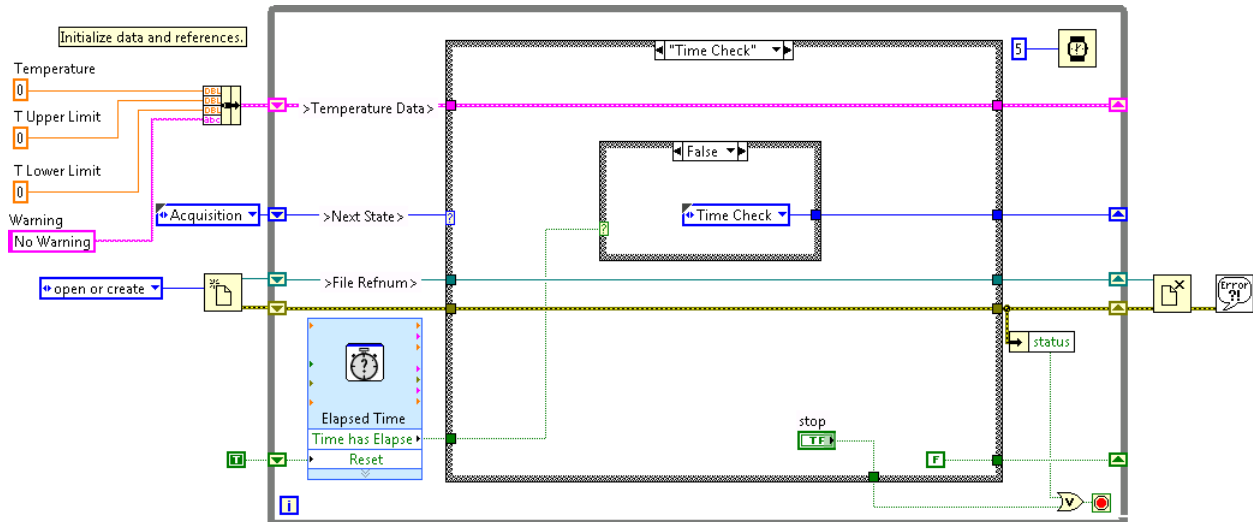 Initialize data and references.
"Time Check"
5
Temperature
0
DBL
DBL
DBL
abc
>Temperature Data>
T Upper Limit
0
False
T Lower Limit
0
Acquisition
>Next State>
?
Time Check
Warning
No Warning
?
open or create
>File Refnum>
Error
?!
status
?
Elapsed Time
Time has Elapse
stop
TF
T
Reset
F
i
V